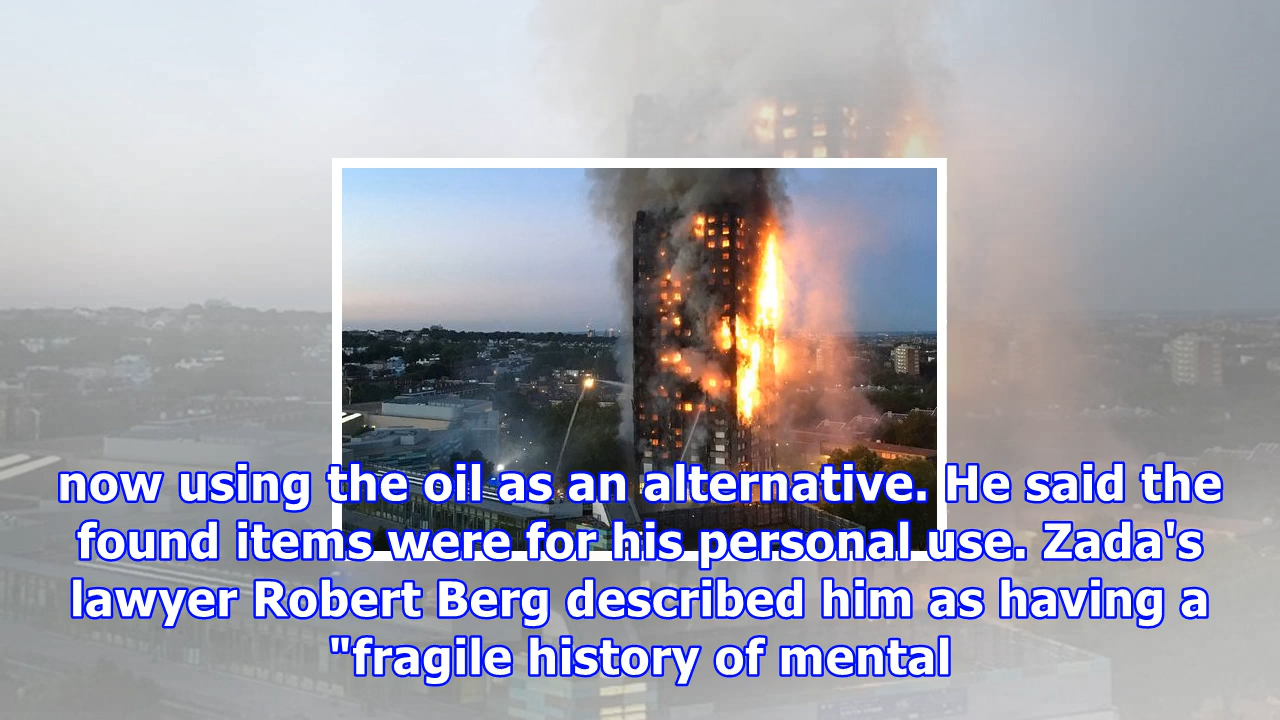 now using the oil as an alternative. He said the
found items were for his personal use. Zada's
lawyer Robert Berg described him as having a
"fragile history of mental